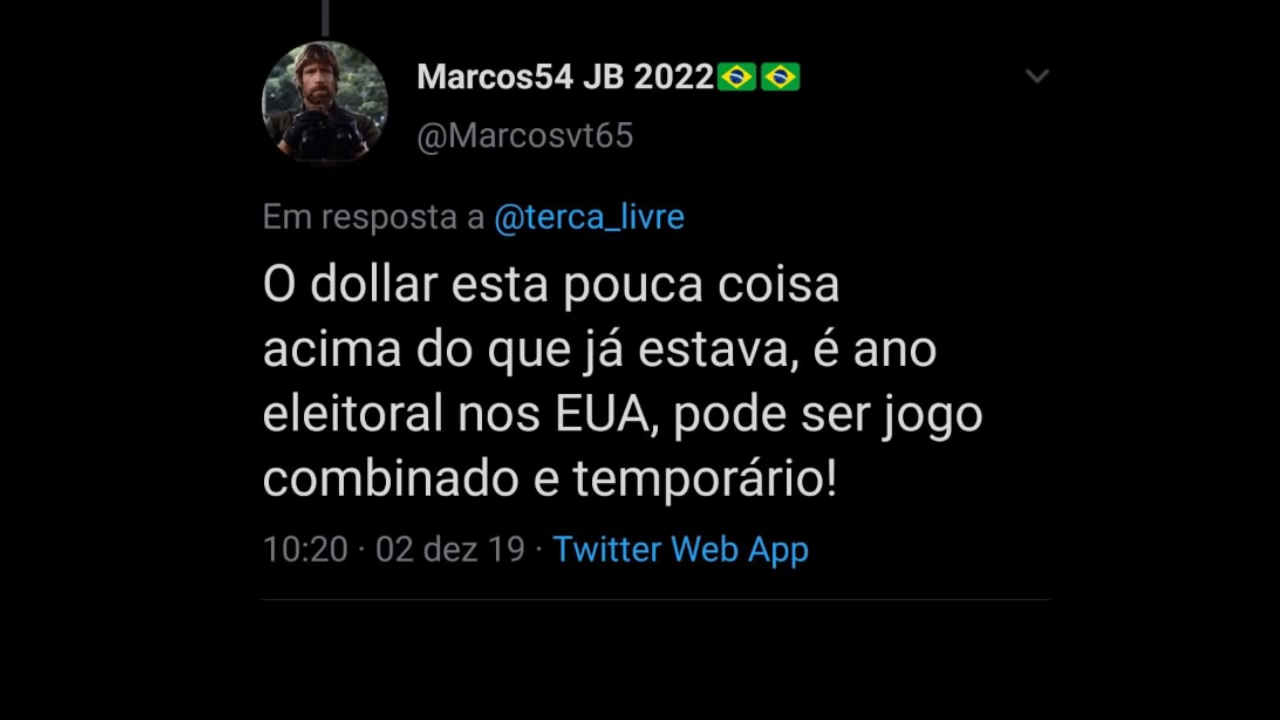 Marcos54 JB 2022🇧🇷🇧🇷
@Marcosvt65
Em resposta a @terca_livre
O dollar esta pouca coisa
acima do que já estava, é ano
eleitoral nos EUA, pode ser jogo
combinado e temporário!
10:20 · 02 dez 19 · Twitter Web App